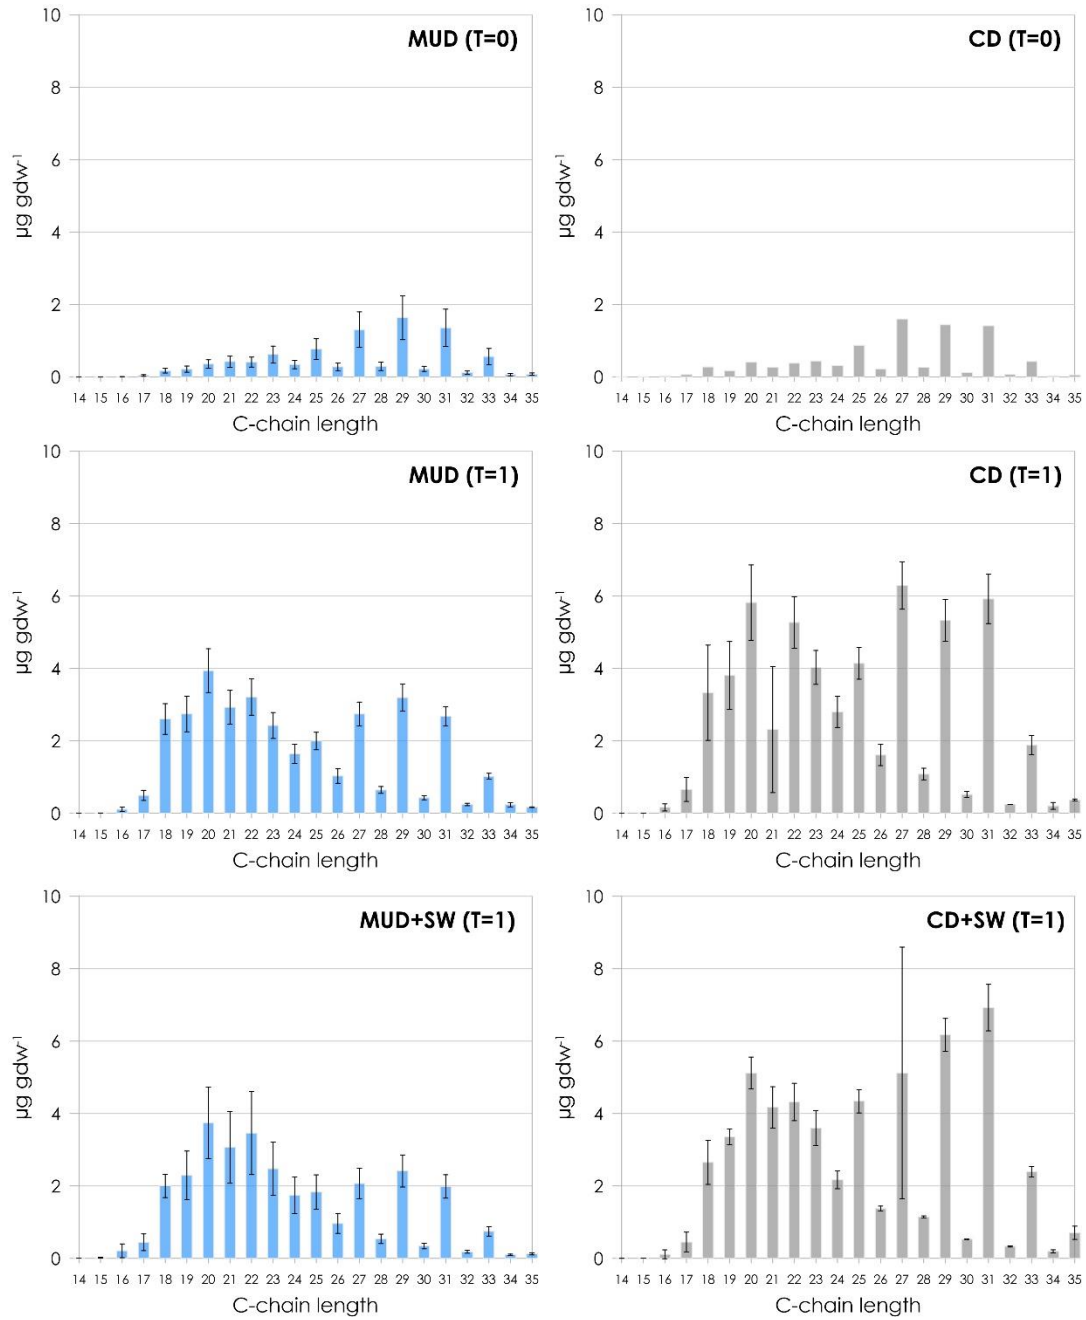 MUD (T=0)
10
8
6
4
2
0
µg gdw⁻¹
14 15 16 17 18 19 20 21 22 23 24 25 26 27 28 29 30 31 32 33 34 35
C-chain length
CD (T=0)
10
8
6
4
2
0
µg gdw⁻¹
14 15 16 17 18 19 20 21 22 23 24 25 26 27 28 29 30 31 32 33 34 35
C-chain length
MUD (T=1)
10
8
6
4
2
0
µg gdw⁻¹
14 15 16 17 18 19 20 21 22 23 24 25 26 27 28 29 30 31 32 33 34 35
C-chain length
CD (T=1)
10
8
6
4
2
0
µg gdw⁻¹
14 15 16 17 18 19 20 21 22 23 24 25 26 27 28 29 30 31 32 33 34 35
C-chain length
MUD+SW (T=1)
10
8
6
4
2
0
µg gdw⁻¹
14 15 16 17 18 19 20 21 22 23 24 25 26 27 28 29 30 31 32 33 34 35
C-chain length
CD+SW (T=1)
10
8
6
4
2
0
µg gdw⁻¹
14 15 16 17 18 19 20 21 22 23 24 25 26 27 28 29 30 31 32 33 34 35
C-chain length